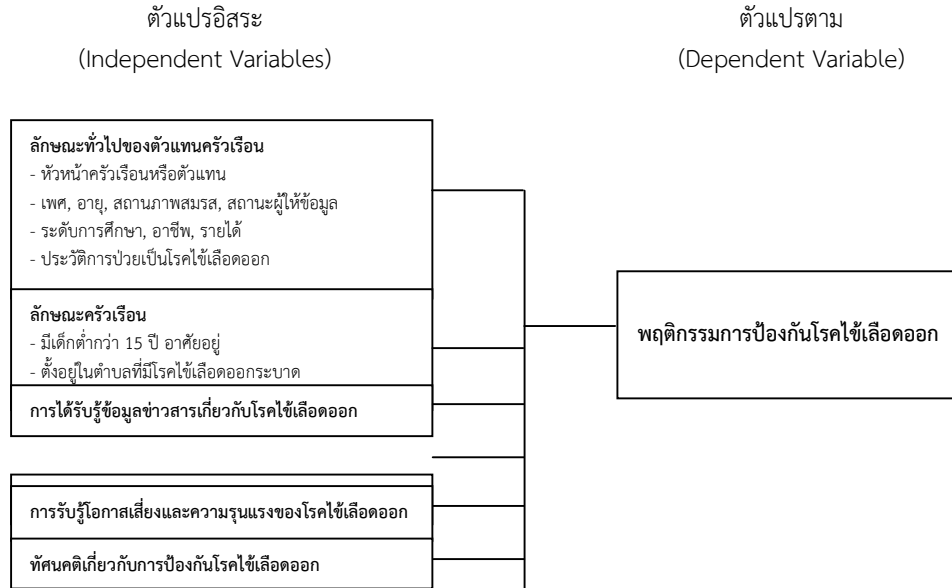 ตัวแปรอิสระ
(Independent Variables)
ตัวแปรตาม
(Dependent Variable)
ลักษณะทั่วไปของตัวแทนครัวเรือน
- หัวหน้าครัวเรือนหรือตัวแทน
- เพศ, อายุ, สถานภาพสมรส, สถานะผู้ให้ข้อมูล
- ระดับการศึกษา, อาชีพ, รายได้
- ประวัติการป่วยเป็นโรคไข้เลือดออก
ลักษณะครัวเรือน
- มีเด็กต่ำกว่า 15 ปี อาศัยอยู่
- ตั้งอยู่ในตำบลที่มีโรคไข้เลือดออกระบาด
การได้รับรู้ข้อมูลข่าวสารเกี่ยวกับโรคไข้เลือดออก
การรับรู้โอกาสเสี่ยงและความรุนแรงของโรคไข้เลือดออก
ทัศนคติเกี่ยวกับการป้องกันโรคไข้เลือดออก
พฤติกรรมการป้องกันโรคไข้เลือดออก